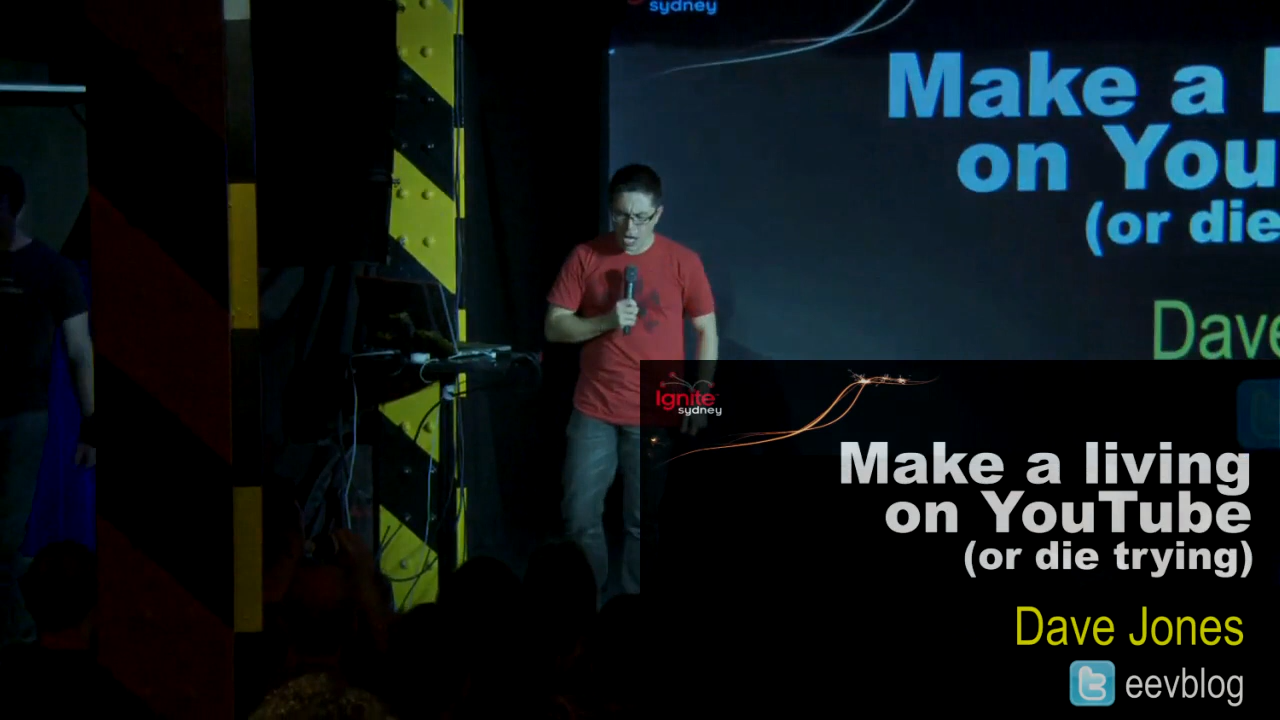 sydney
Make a
on You
(or die
Dave
Ignite
sydney
Make a living
on YouTube
(or die trying)
Dave Jones
eevblog